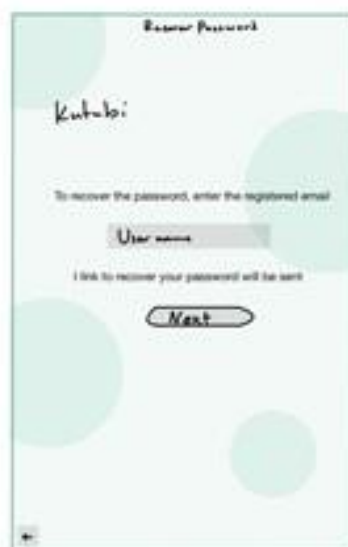 Recover Password
Kutubi
To recover the password, enter the registered email
User name
I link to recover your password will be sent
Next